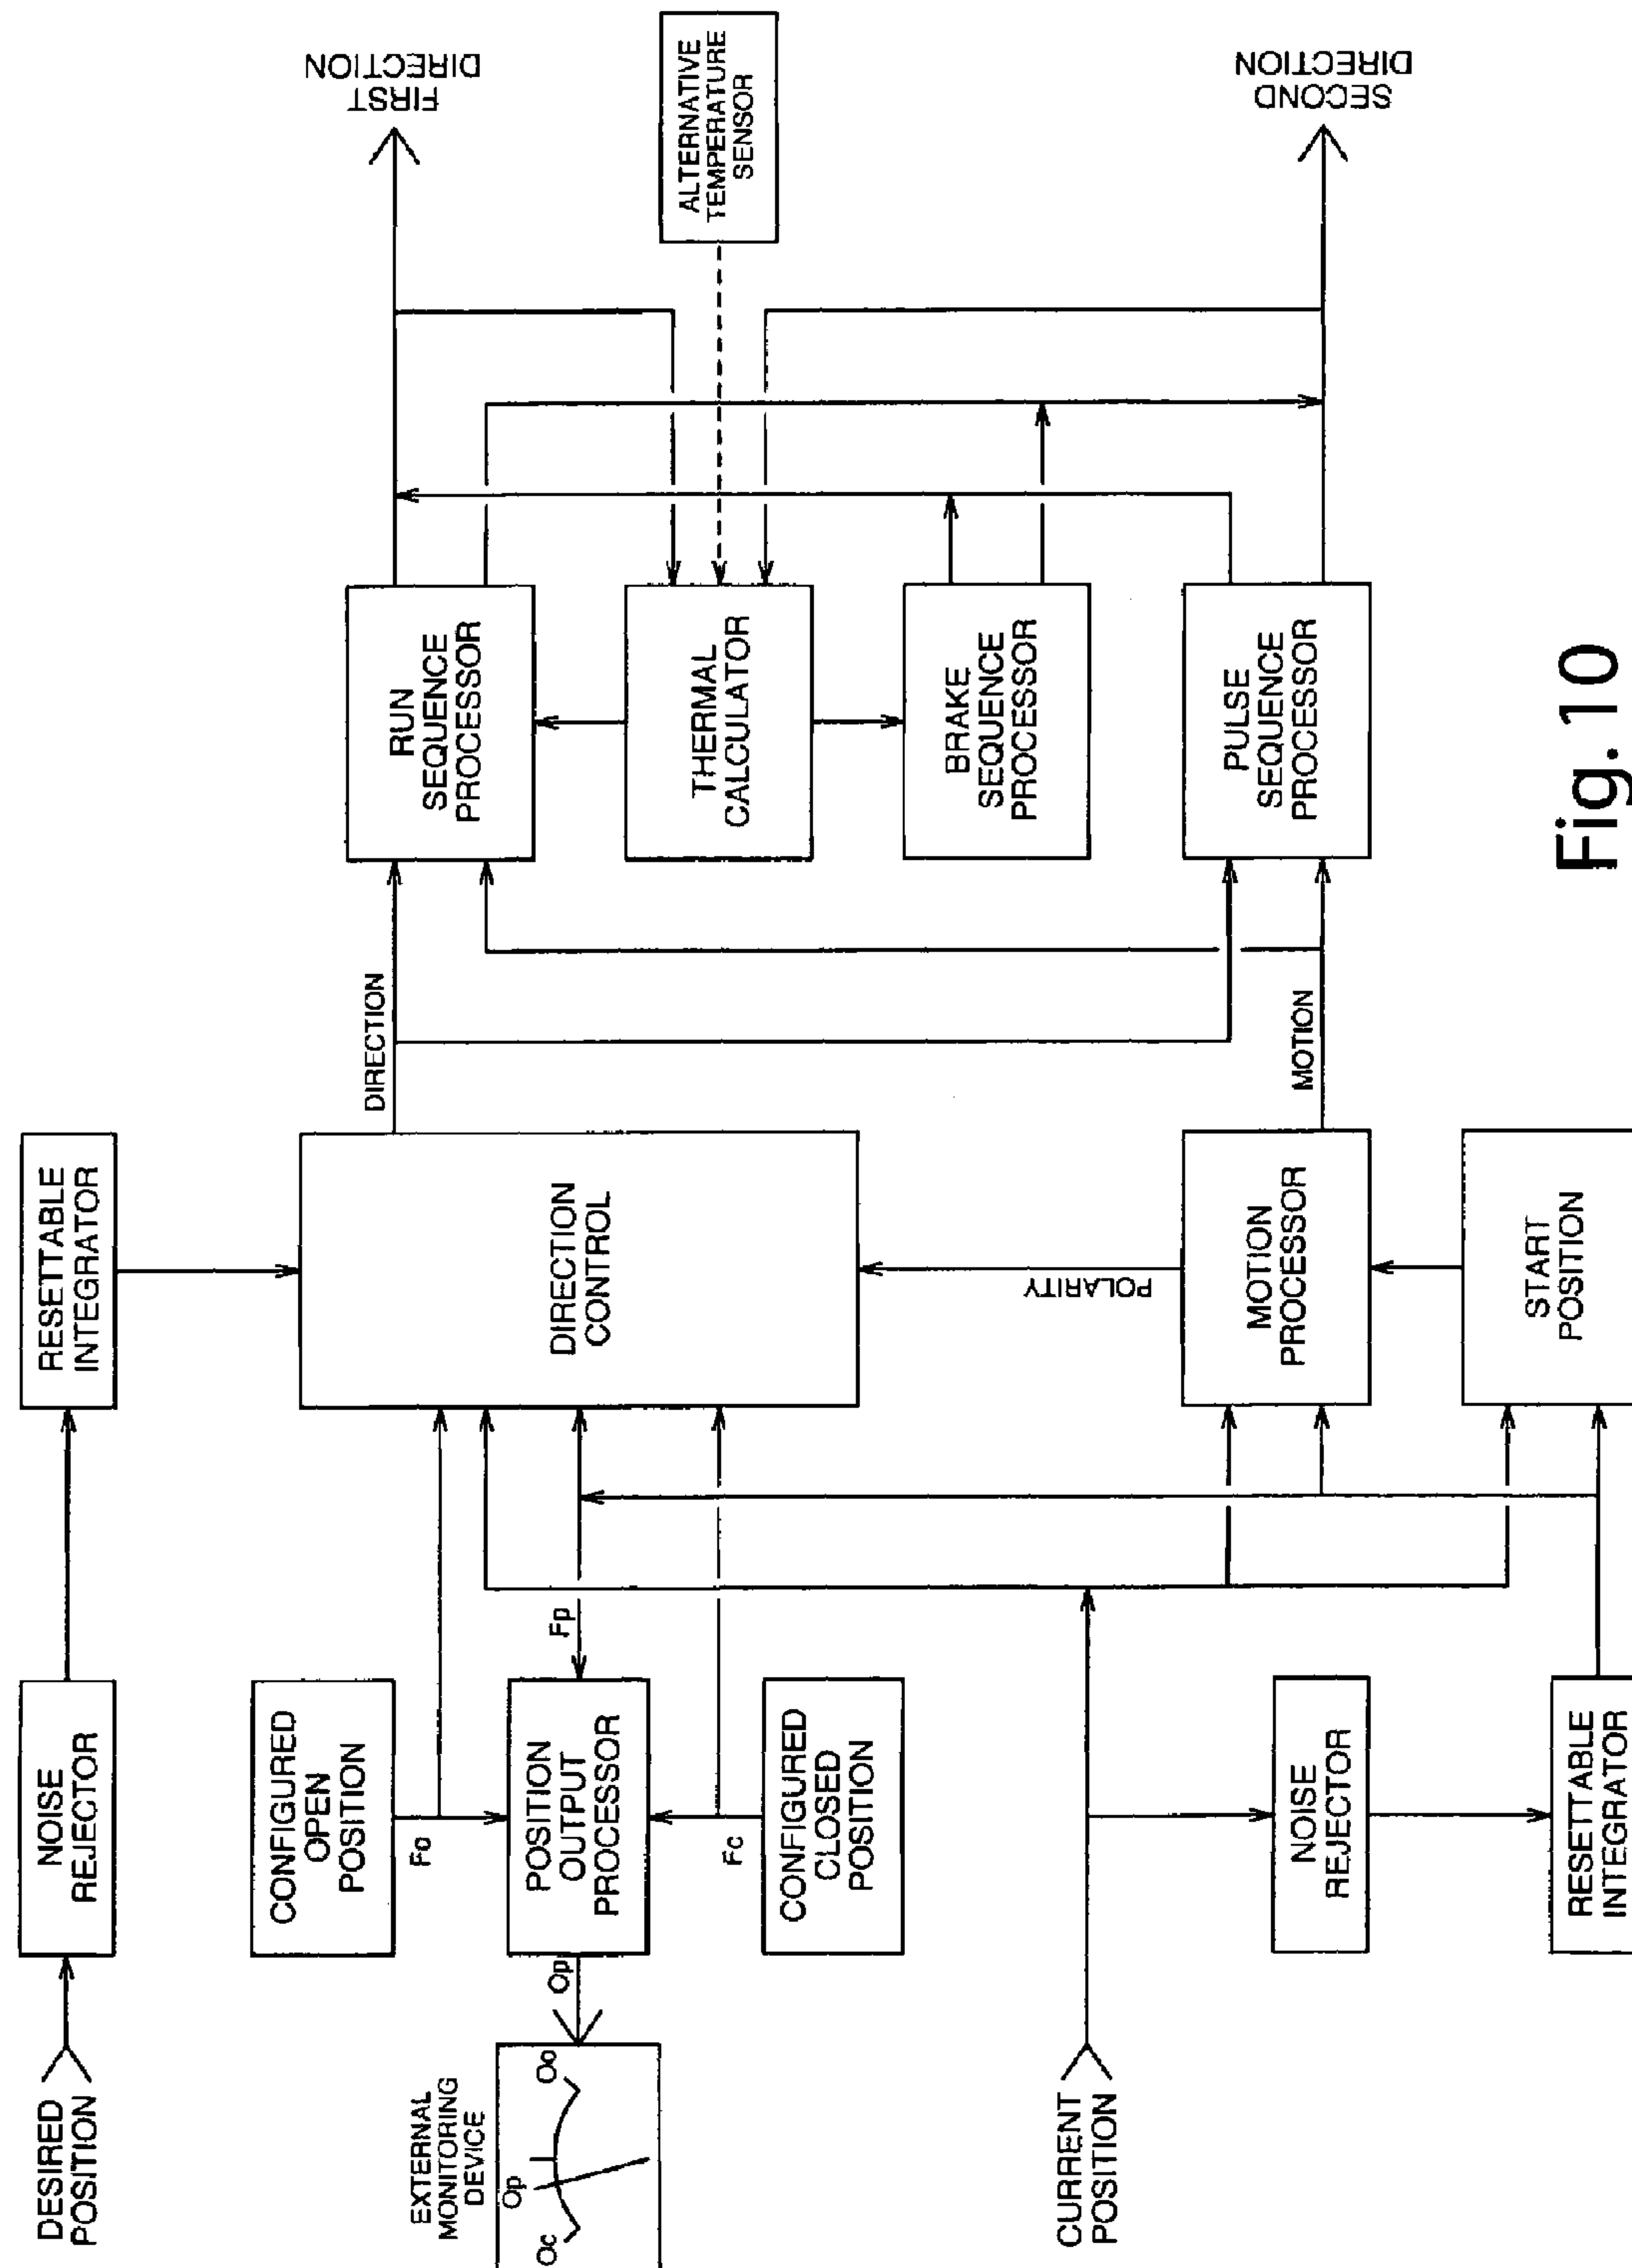 DESIRED
POSITION
NOISE
REJECTOR
RESETTABLE
INTEGRATOR
CONFIGURED
OPEN
POSITION
Fo
POSITION
OUTPUT
PROCESSOR
Fp
Fc
CONFIGURED
CLOSED
POSITION
Op
EXTERNAL
MONITORING
DEVICE
Oc
Op
Oo
CURRENT
POSITION
NOISE
REJECTOR
RESETTABLE
INTEGRATOR
DIRECTION
CONTROL
POLARITY
MOTION
PROCESSOR
START
POSITION
DIRECTION
MOTION
RUN
SEQUENCE
PROCESSOR
THERMAL
CALCULATOR
BRAKE
SEQUENCE
PROCESSOR
PULSE
SEQUENCE
PROCESSOR
FIRST
DIRECTION
ALTERNATIVE
TEMPERATURE
SENSOR
SECOND
DIRECTION
Fig. 10